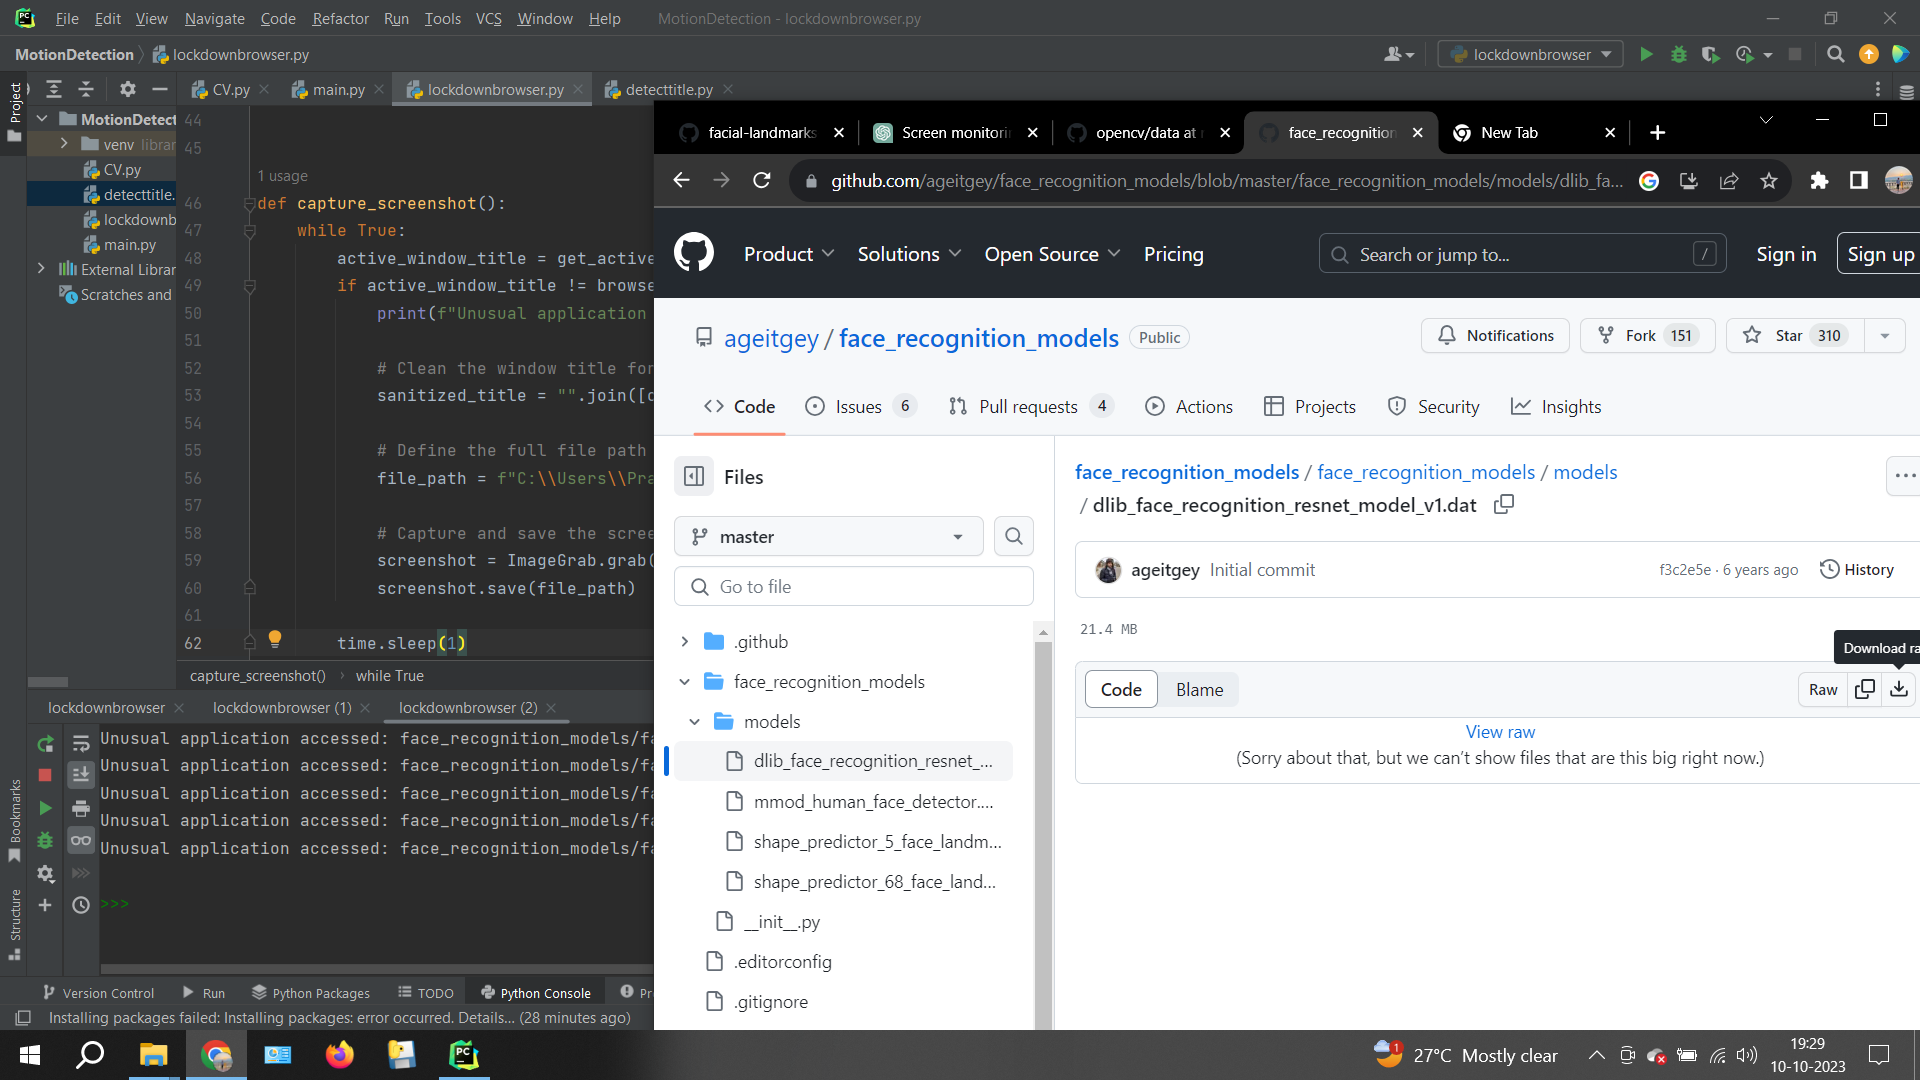 File Edit View Navigate Code Refactor Run Tools VCS Window Help MotionDetection - lockdownbrowser.py
MotionDetection lockdownbrowser.py
lockdownbrowser
Project
CV.py main.py lockdownbrowser.py detecttitle.py
MotionDetect
venv librar
CV.py
detecttitle.
lockdownb
main.py
External Librar
Scratches and
44
45
1 usage
46 def capture_screenshot():
47 while True:
48 active_window_title = get_active
49 if active_window_title != browse
50 print(f"Unusual application
51
52 # Clean the window title for
53 sanitized_title = "".join([c
54
55 # Define the full file path
56 file_path = f"C:\\Users\\Pra
57
58 # Capture and save the scree
59 screenshot = ImageGrab.grab(
60 screenshot.save(file_path)
61
62 time.sleep(1)
capture_screenshot() › while True
lockdownbrowser lockdownbrowser (1) lockdownbrowser (2)
Unusual application accessed: face_recognition_models/fa
Unusual application accessed: face_recognition_models/fa
Unusual application accessed: face_recognition_models/fa
Unusual application accessed: face_recognition_models/fa
Unusual application accessed: face_recognition_models/fa
>>>
Bookmarks
Structure
Version Control Run Python Packages TODO Python Console Pr
Installing packages failed: Installing packages: error occurred. Details... (28 minutes ago)
facial-landmarks Screen monitorin opencv/data at face_recognition New Tab
github.com/ageitgey/face_recognition_models/blob/master/face_recognition_models/models/dlib_fa...
Product Solutions Open Source Pricing Search or jump to... / Sign in Sign up
ageitgey / face_recognition_models Public
Notifications Fork 151 Star 310
Code Issues 6 Pull requests 4 Actions Projects Security Insights
Files
master
Go to file
.github
face_recognition_models
models
dlib_face_recognition_resnet_...
mmod_human_face_detector....
shape_predictor_5_face_landm...
shape_predictor_68_face_land...
__init__.py
.editorconfig
.gitignore
face_recognition_models / face_recognition_models / models
/ dlib_face_recognition_resnet_model_v1.dat
ageitgey Initial commit f3c2e5e · 6 years ago History
21.4 MB
Download ra
Code Blame Raw
View raw
(Sorry about that, but we can’t show files that are this big right now.)
PC
1
27°C Mostly clear
19:29
10-10-2023